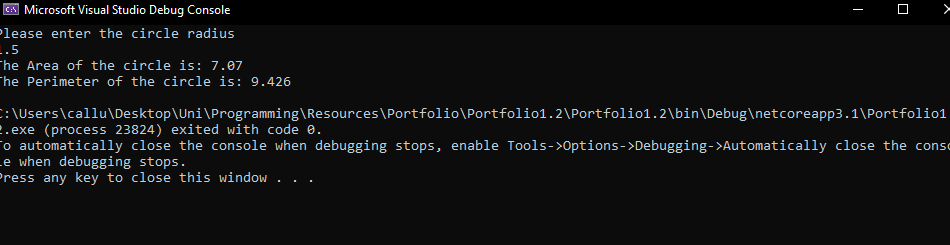 Microsoft Visual Studio Debug Console
Please enter the circle radius
1.5
The Area of the circle is: 7.07
The Perimeter of the circle is: 9.426
C:\Users\callu\Desktop\Uni\Programming\Resources\Portfolio\Portfolio1.2\Portfolio1.2\bin\Debug\netcoreapp3.1\Portfolio1
2.exe (process 23824) exited with code 0.
To automatically close the console when debugging stops, enable Tools->Options->Debugging->Automatically close the conso
le when debugging stops.
Press any key to close this window . . .